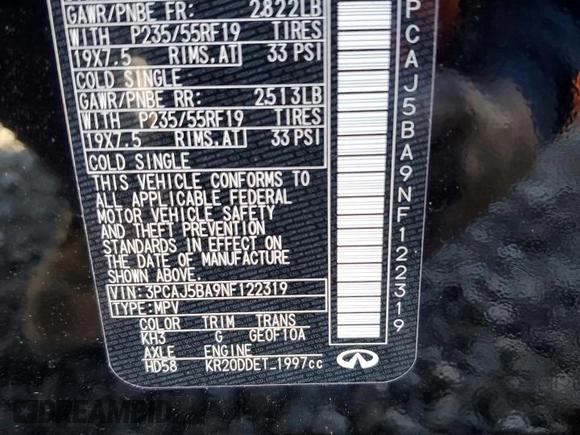 GAWR/PNBE FR: 2822LB
WITH P235/55RF19 TIRES
19X7.5 RIMS,AT 33 PSI
COLD SINGLE
GAWR/PNBE RR: 2513LB
WITH P235/55RF19 TIRES
19X7.5 RIMS,AT 33 PSI
COLD SINGLE
THIS VEHICLE CONFORMS TO
ALL APPLICABLE FEDERAL
MOTOR VEHICLE SAFETY
AND THEFT PREVENTION
STANDARDS IN EFFECT ON
THE DATE OF MANUFACTURE
SHOWN ABOVE.
VIN: 3PCAJ5BA9NF122319
TYPE:MPV
COLOR TRIM TRANS
KH3 G GE0F10A
AXLE ENGINE
HD58 KR20DDET_1997cc
PCAJ5BA9NF122319
DREAMBID